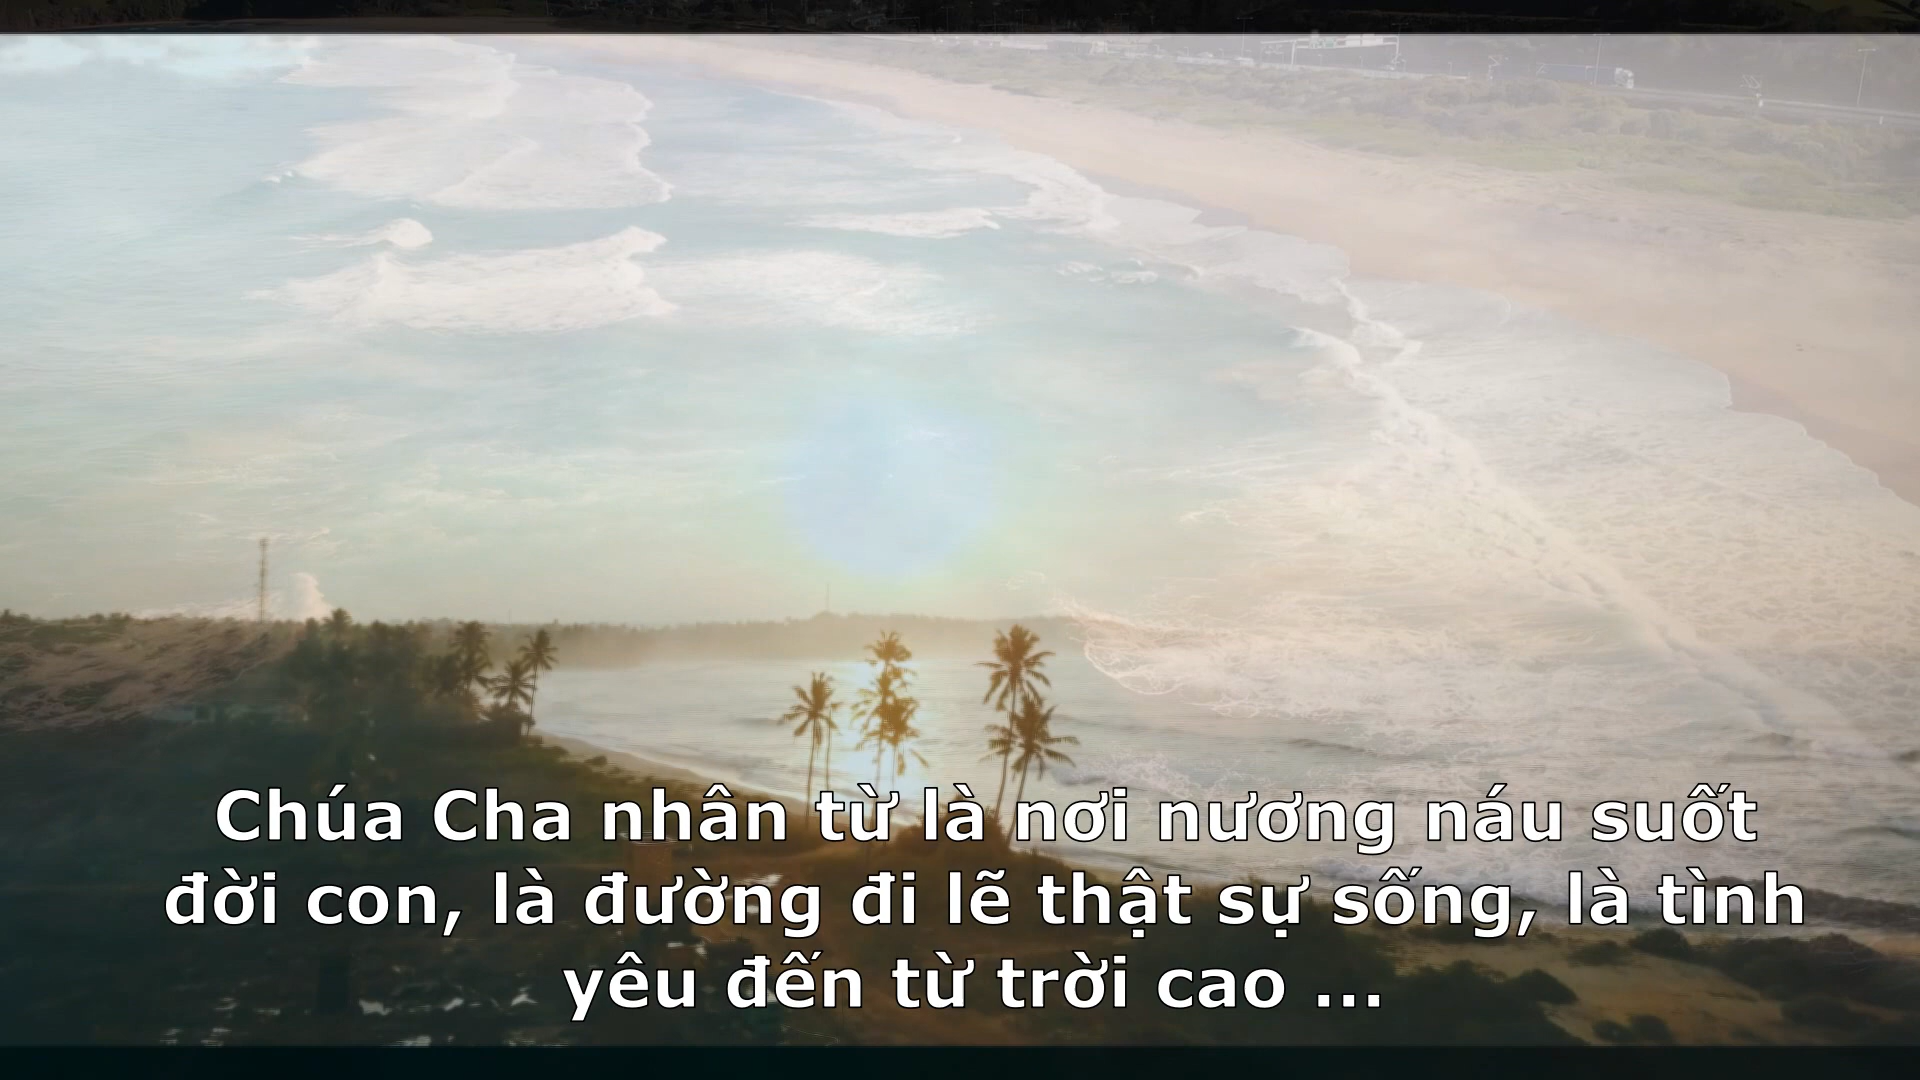 Chúa Cha nhân từ là nơi nương náu suốt
đời con, là đường đi lẽ thật sự sống, là tình
yêu đến từ trời cao ...